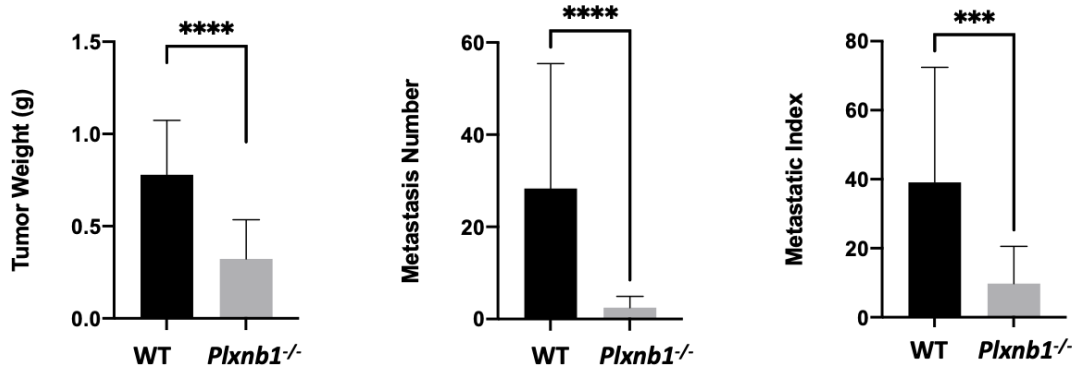 ****
1.5
1.0
0.5
0.0
Tumor Weight (g)
WT Plxnb1-/-
****
60
40
20
0
Metastasis Number
WT Plxnb1-/-
***
80
60
40
20
0
Metastatic Index
WT Plxnb1-/-